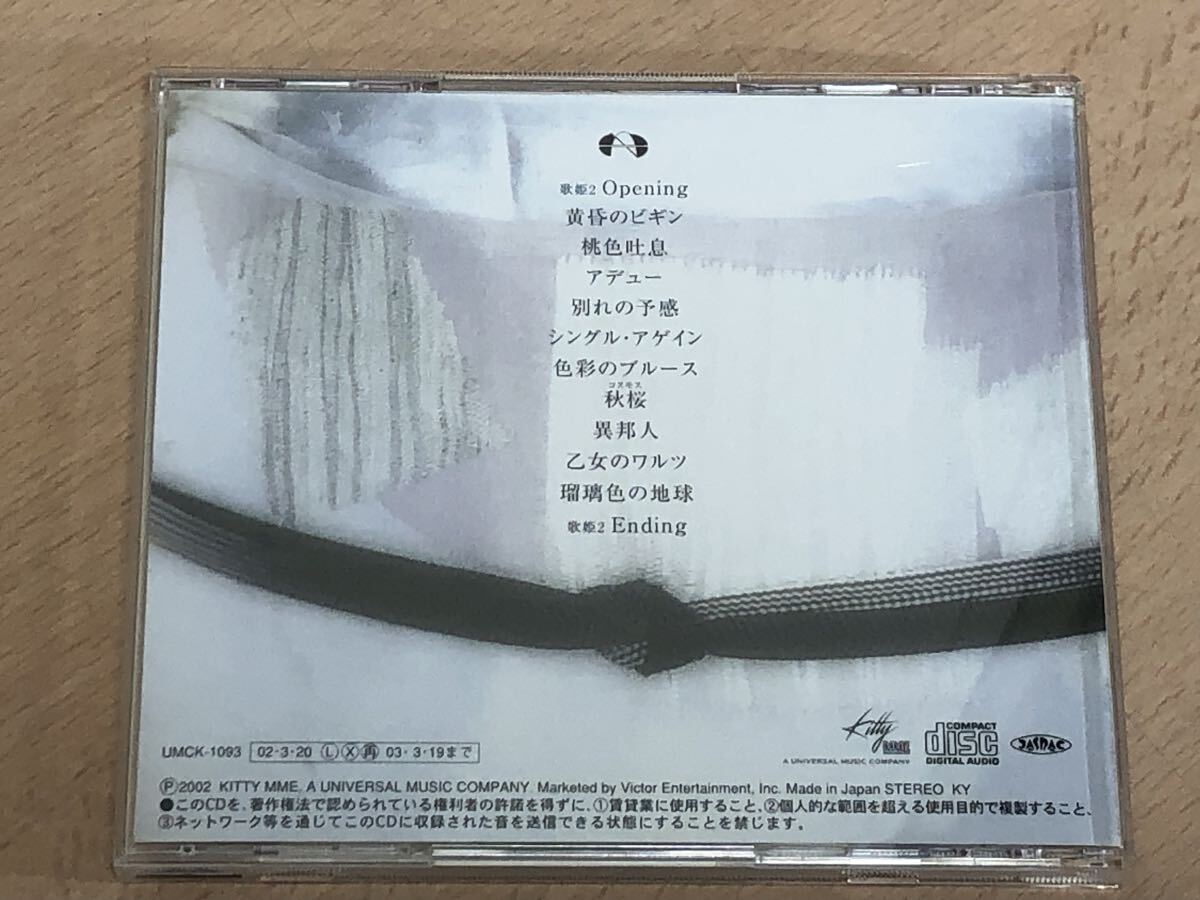 歌姫2 Opening
黄昏のビギン
桃色吐息
アデュー
別れの予感
シングル・アゲイン
色彩のブルース
コスモス
秋桜
異邦人
乙女のワルツ
瑠璃色の地球
歌姫2 Ending
Kitty MME
A UNIVERSAL MUSIC COMPANY
COMPACT
disc
DIGITAL AUDIO
JASRAC
UMCK-1093 02・3・20 Ⓛ Ⓧ ㊢ 03・3・19まで
Ⓟ2002 KITTY MME, A UNIVERSAL MUSIC COMPANY. Marketed by Victor Entertainment, Inc. Made in Japan STEREO KY
●このCDを、著作権法で認められている権利者の許諾を得ずに、①賃貸業に使用すること、②個人的な範囲を超える使用目的で複製すること、
③ネットワーク等を通じてこのCDに収録された音を送信できる状態にすることを禁じます。